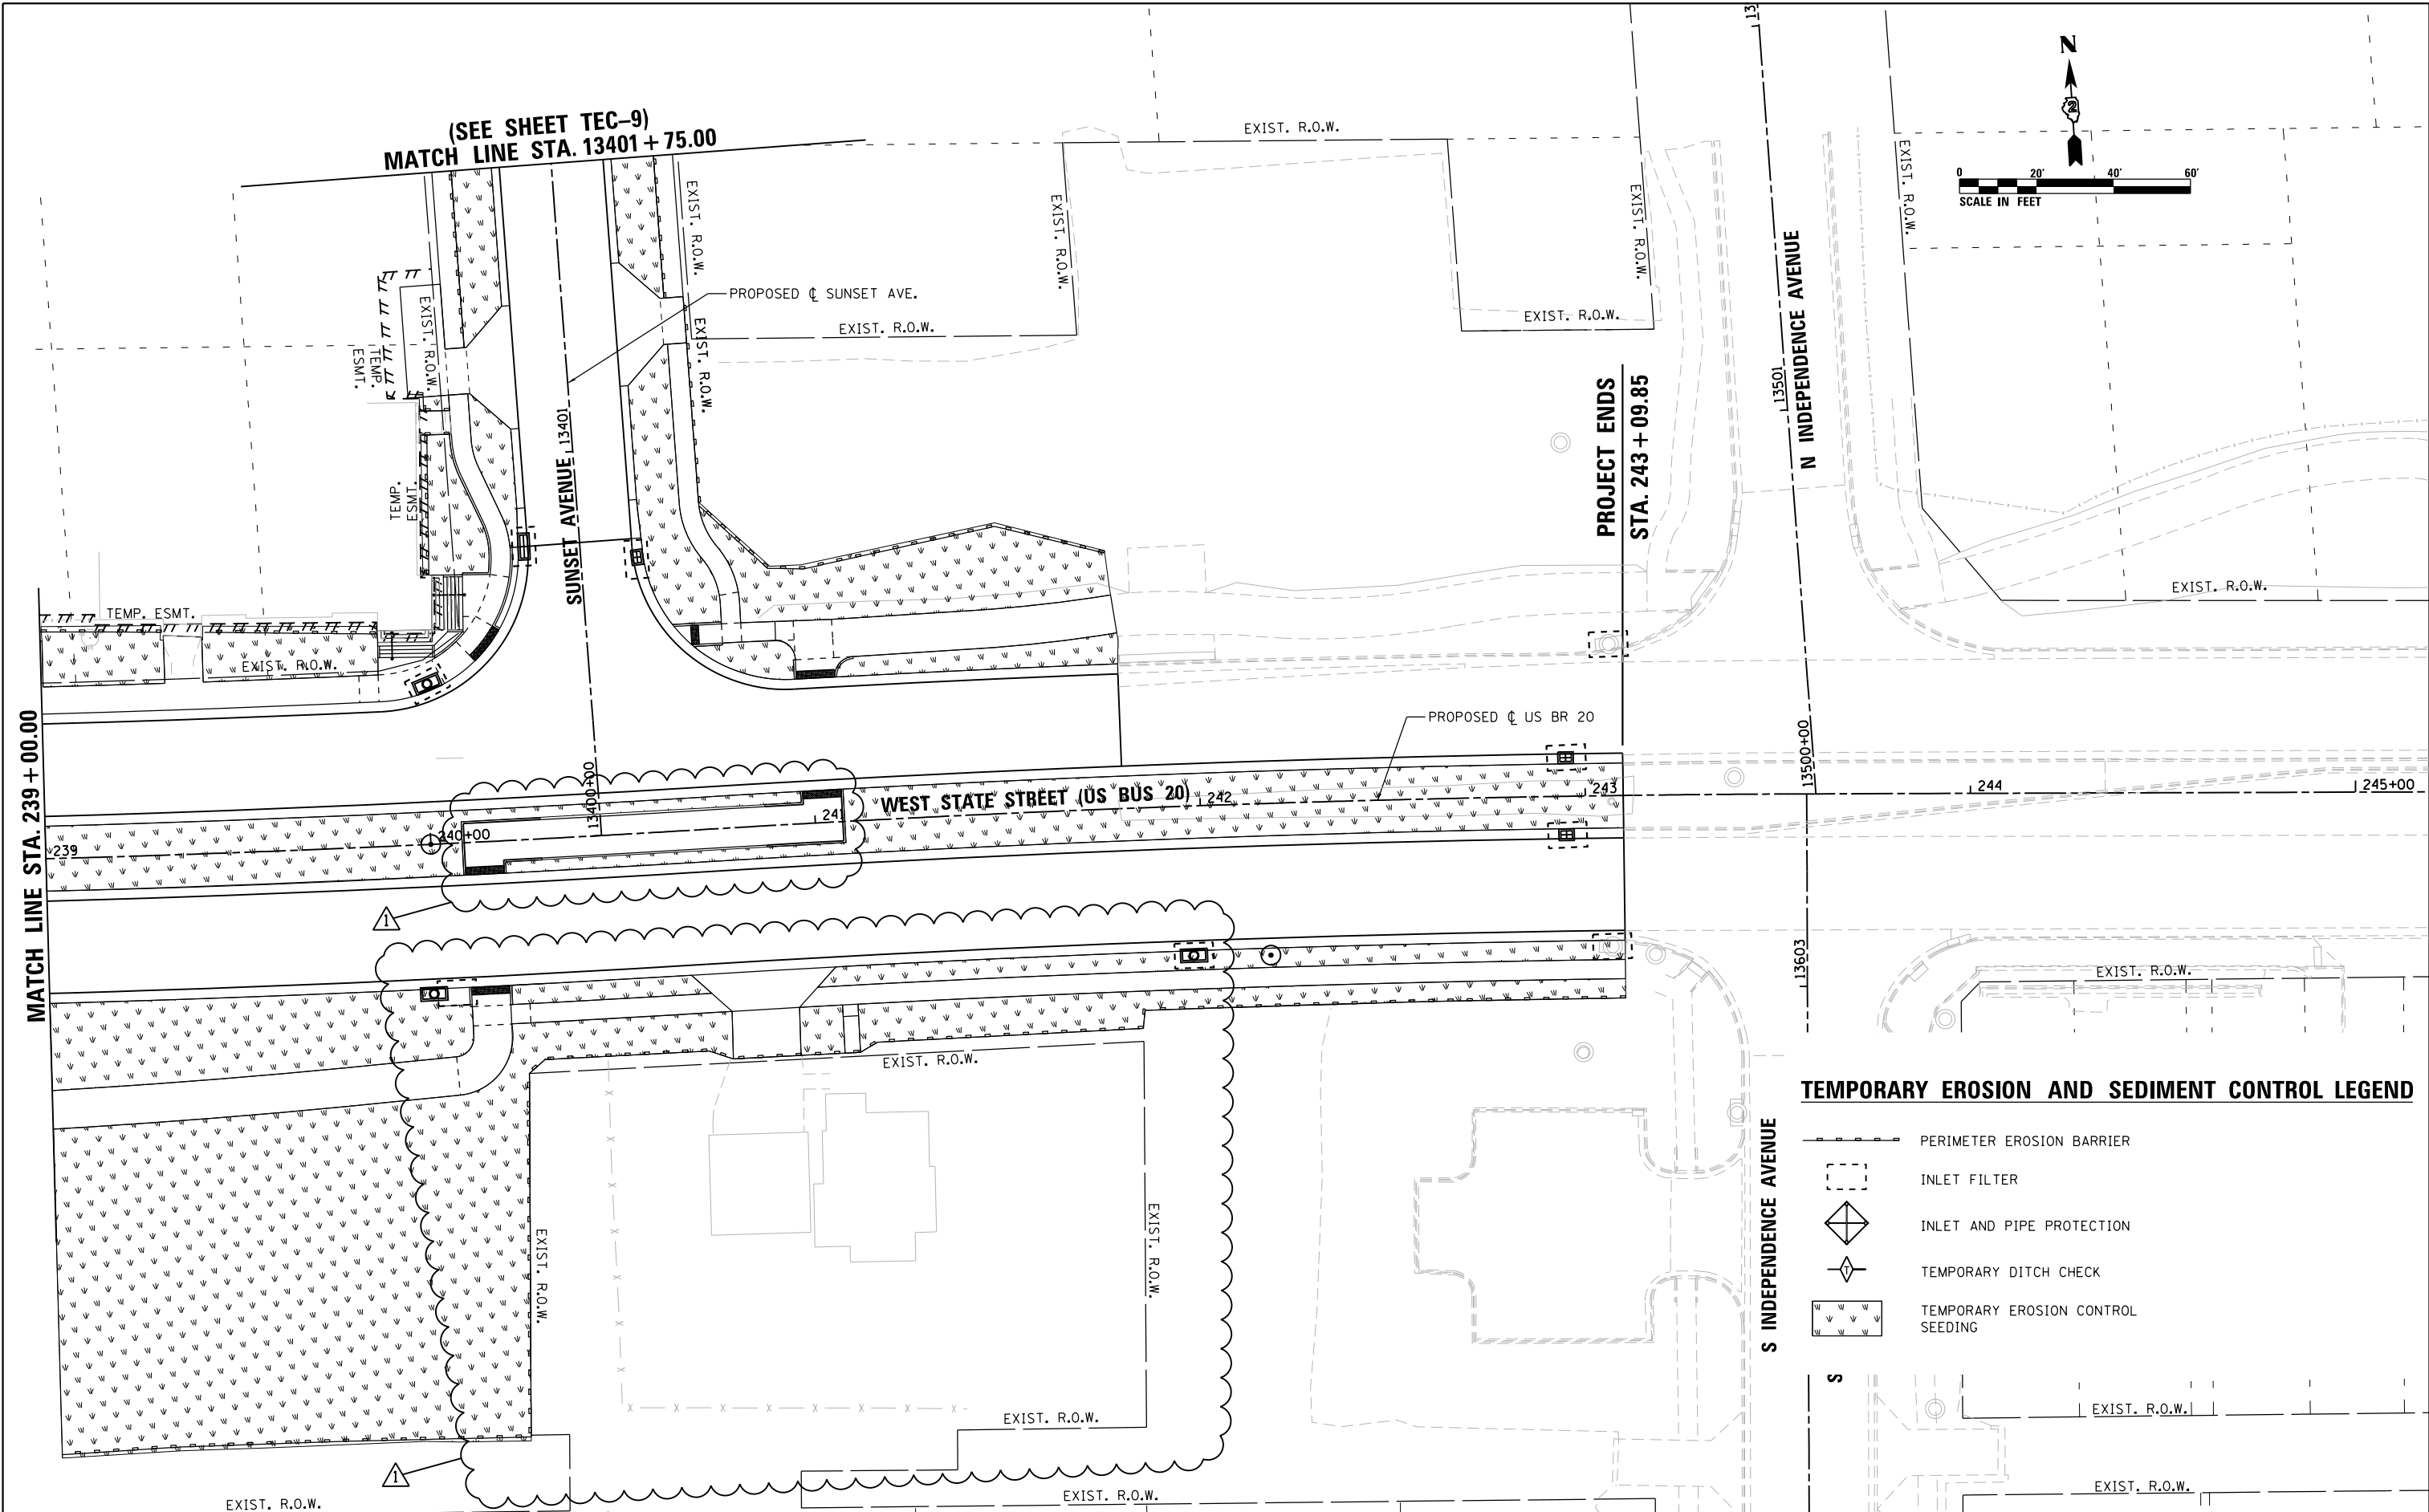 (SEE SHEET TEC–9)
MATCH LINE STA. 13401+75.00
EXIST. R.O.W.
N
2
0 20' 40' 60'
SCALE IN FEET
13
EXIST. R.O.W.
EXIST. R.O.W.
EXIST. R.O.W.
EXIST. R.O.W.
EXIST. R.O.W.
N INDEPENDENCE AVENUE
13501
PROPOSED ℄ SUNSET AVE.
EXIST. R.O.W.
EXIST. R.O.W.
EXIST. R.O.W.
EXIST. R.O.W.
TEMP.
ESMT.
TEMP.
ESMT.
SUNSET AVENUE
13401
PROJECT ENDS
STA. 243+09.85
EXIST. R.O.W.
TEMP. ESMT.
EXIST. R.O.W.
MATCH LINE STA. 239+00.00
PROPOSED ℄ US BR 20
13400+00
13500+00
WEST STATE STREET (US BUS 20)
239
240+00
241
242
243
244
245+00
1
13603
EXIST. R.O.W.
EXIST. R.O.W.
EXIST. R.O.W.
EXIST. R.O.W.
S INDEPENDENCE AVENUE
TEMPORARY EROSION AND SEDIMENT CONTROL LEGEND
PERIMETER EROSION BARRIER
INLET FILTER
INLET AND PIPE PROTECTION
T
TEMPORARY DITCH CHECK
TEMPORARY EROSION CONTROL
SEEDING
S
EXIST. R.O.W.
EXIST. R.O.W.
1
EXIST. R.O.W.
EXIST. R.O.W.
EXIST. R.O.W.